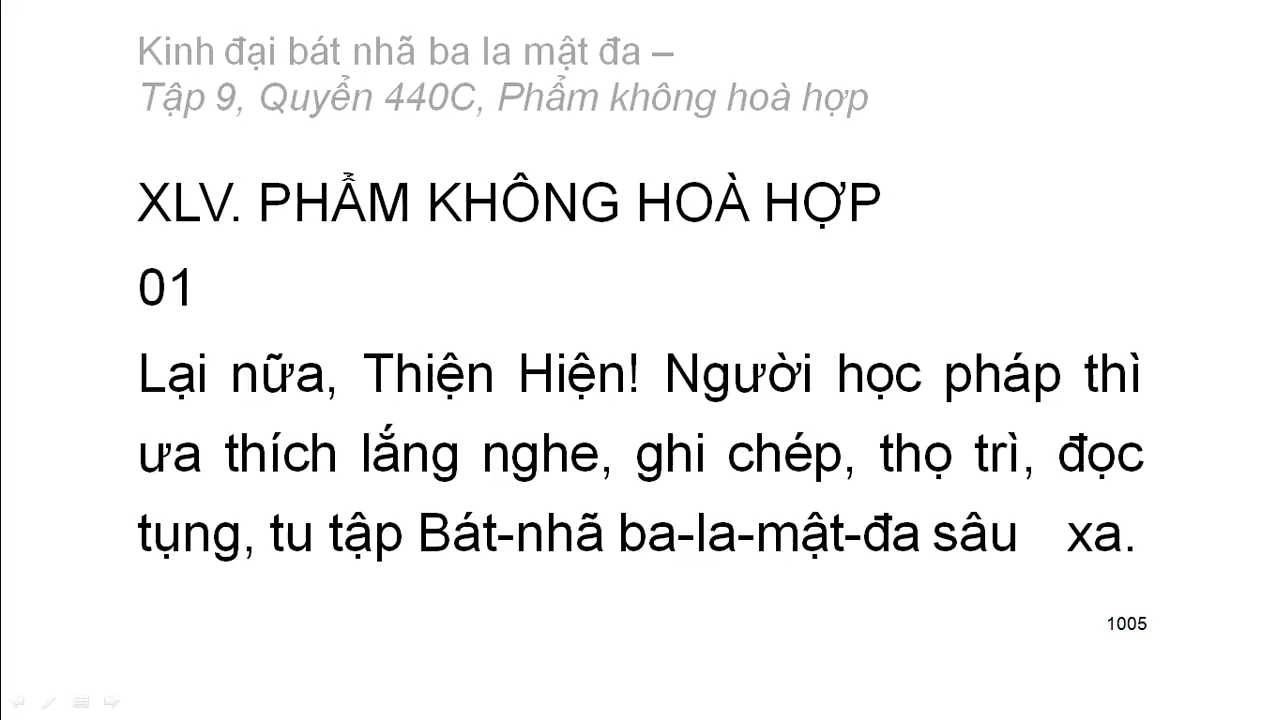 Kinh đại bát nhã ba la mật đa –
Tập 9, Quyển 440C, Phẩm không hoà hợp
XLV. PHẨM KHÔNG HOÀ HỢP
01
Lại nữa, Thiện Hiện! Người học pháp thì
ưa thích lắng nghe, ghi chép, thọ trì, đọc
tụng, tu tập Bát-nhã ba-la-mật-đa sâu xa.
1005